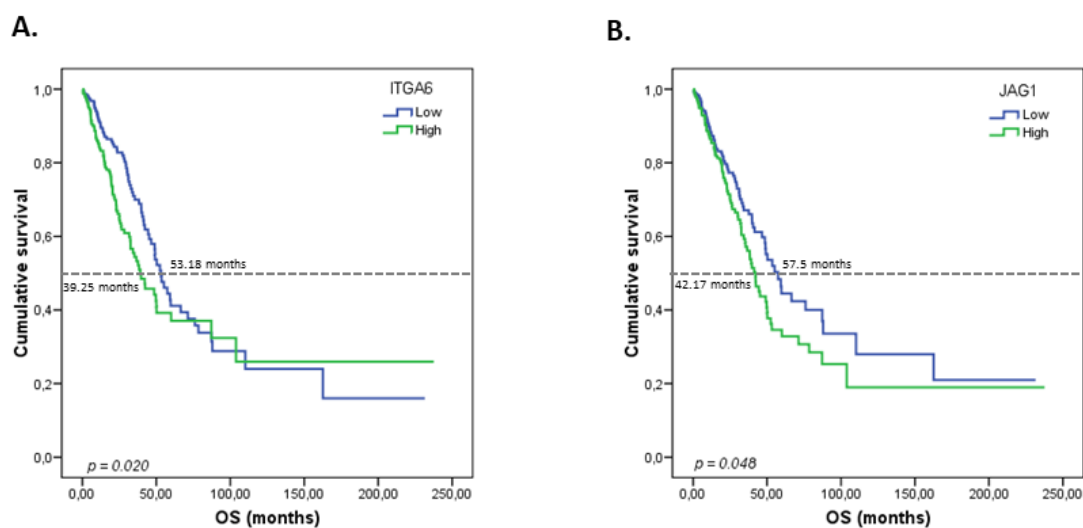 A.
ITGA6
Low
High
Cumulative survival
1,0
0,8
0,6
0,4
0,2
0,0
53.18 months
39.25 months
p = 0.020
0,00 50,00 100,00 150,00 200,00 250,00
OS (months)
B.
JAG1
Low
High
Cumulative survival
1,0
0,8
0,6
0,4
0,2
0,0
57.5 months
42.17 months
p = 0.048
0,00 50,00 100,00 150,00 200,00 250,00
OS (months)